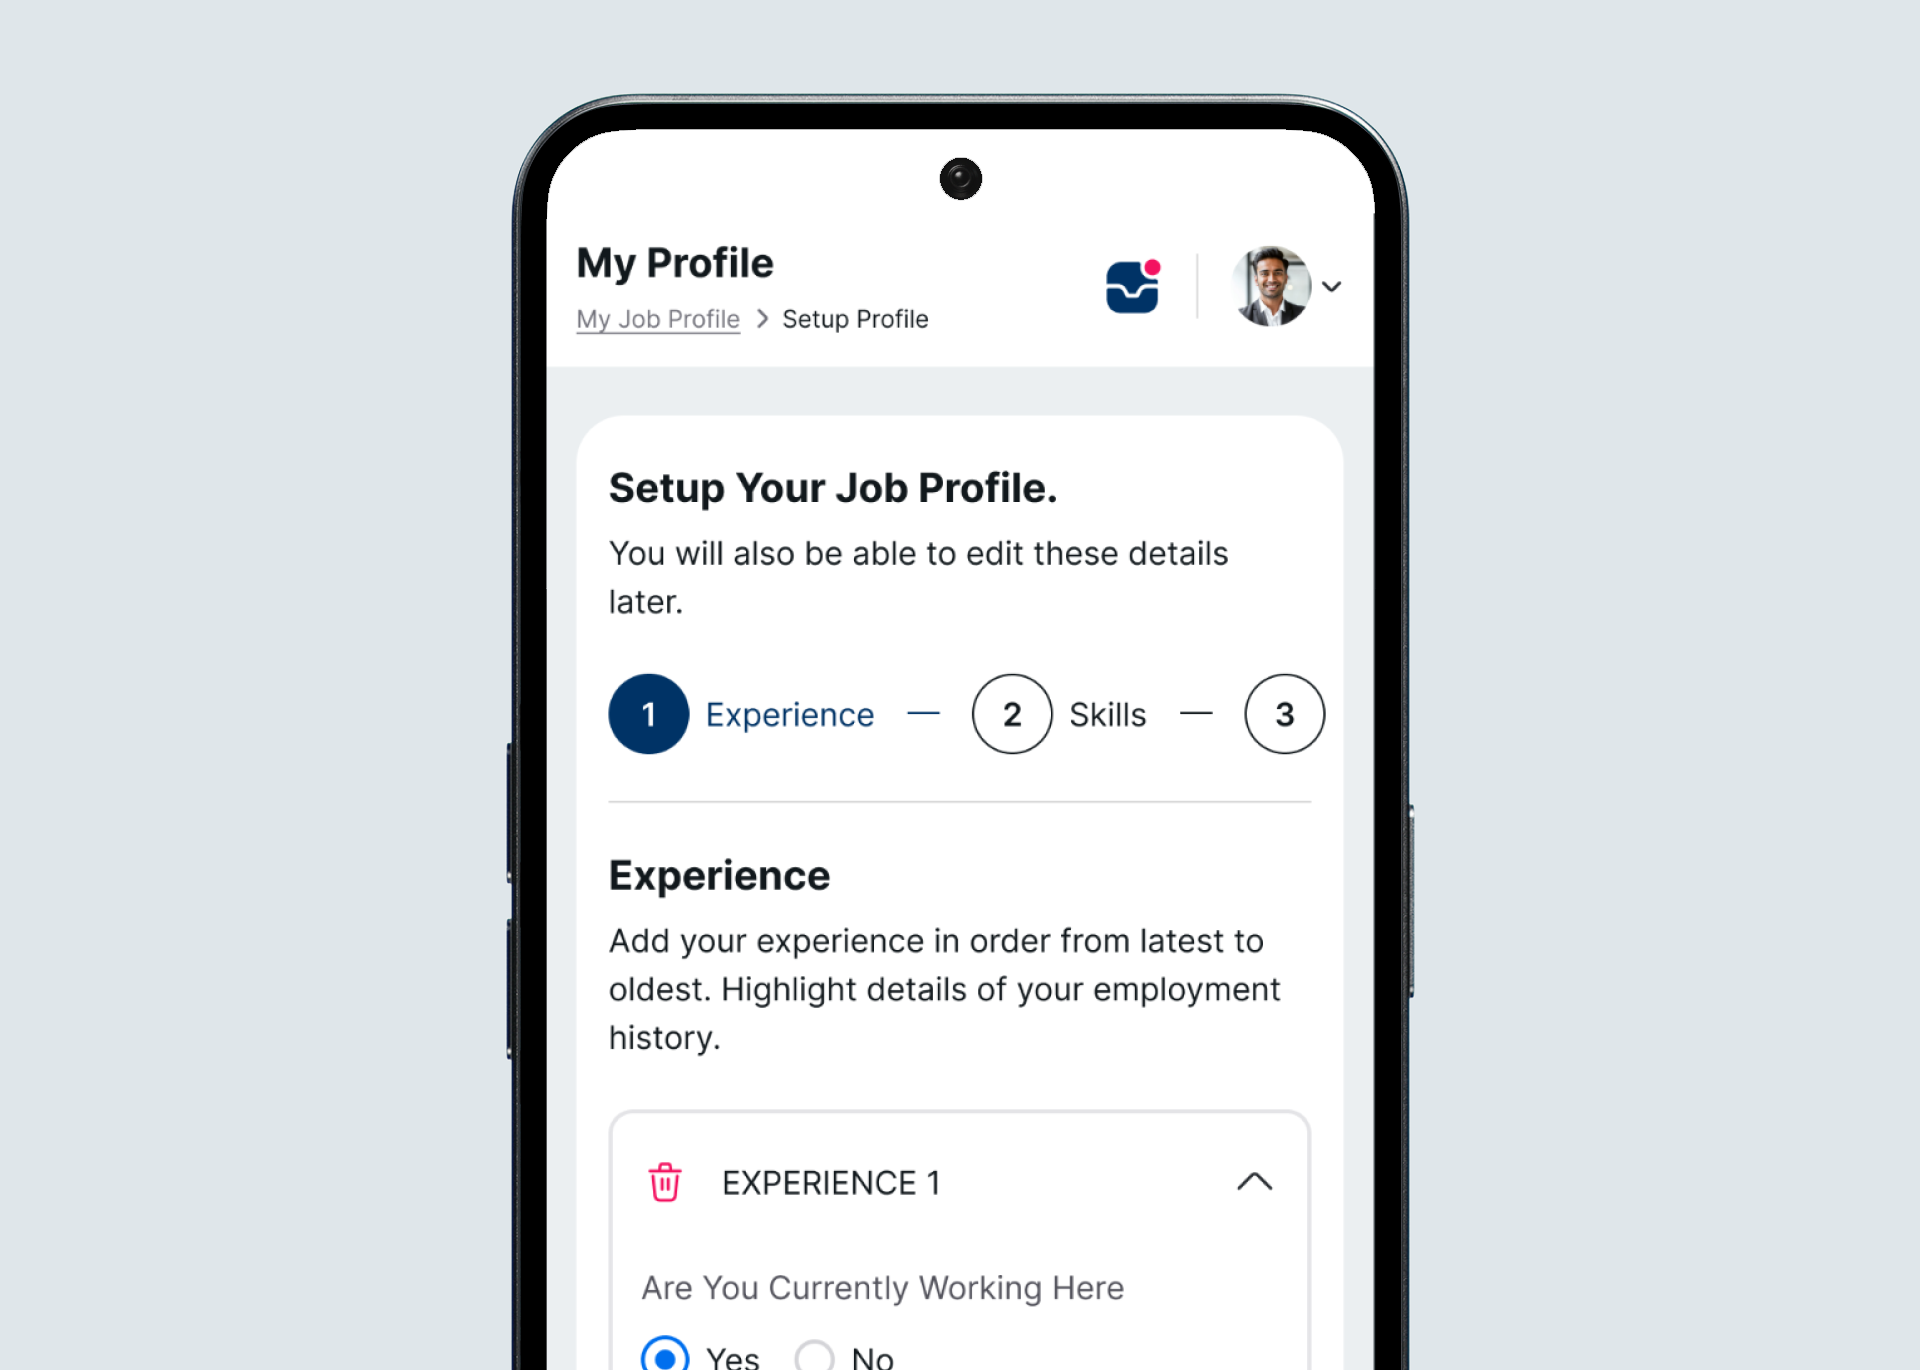 My Profile
My Job Profile > Setup Profile
Setup Your Job Profile.
You will also be able to edit these details
later.
1 Experience — 2 Skills — 3
Experience
Add your experience in order from latest to
oldest. Highlight details of your employment
history.
EXPERIENCE 1
Are You Currently Working Here
Yes No